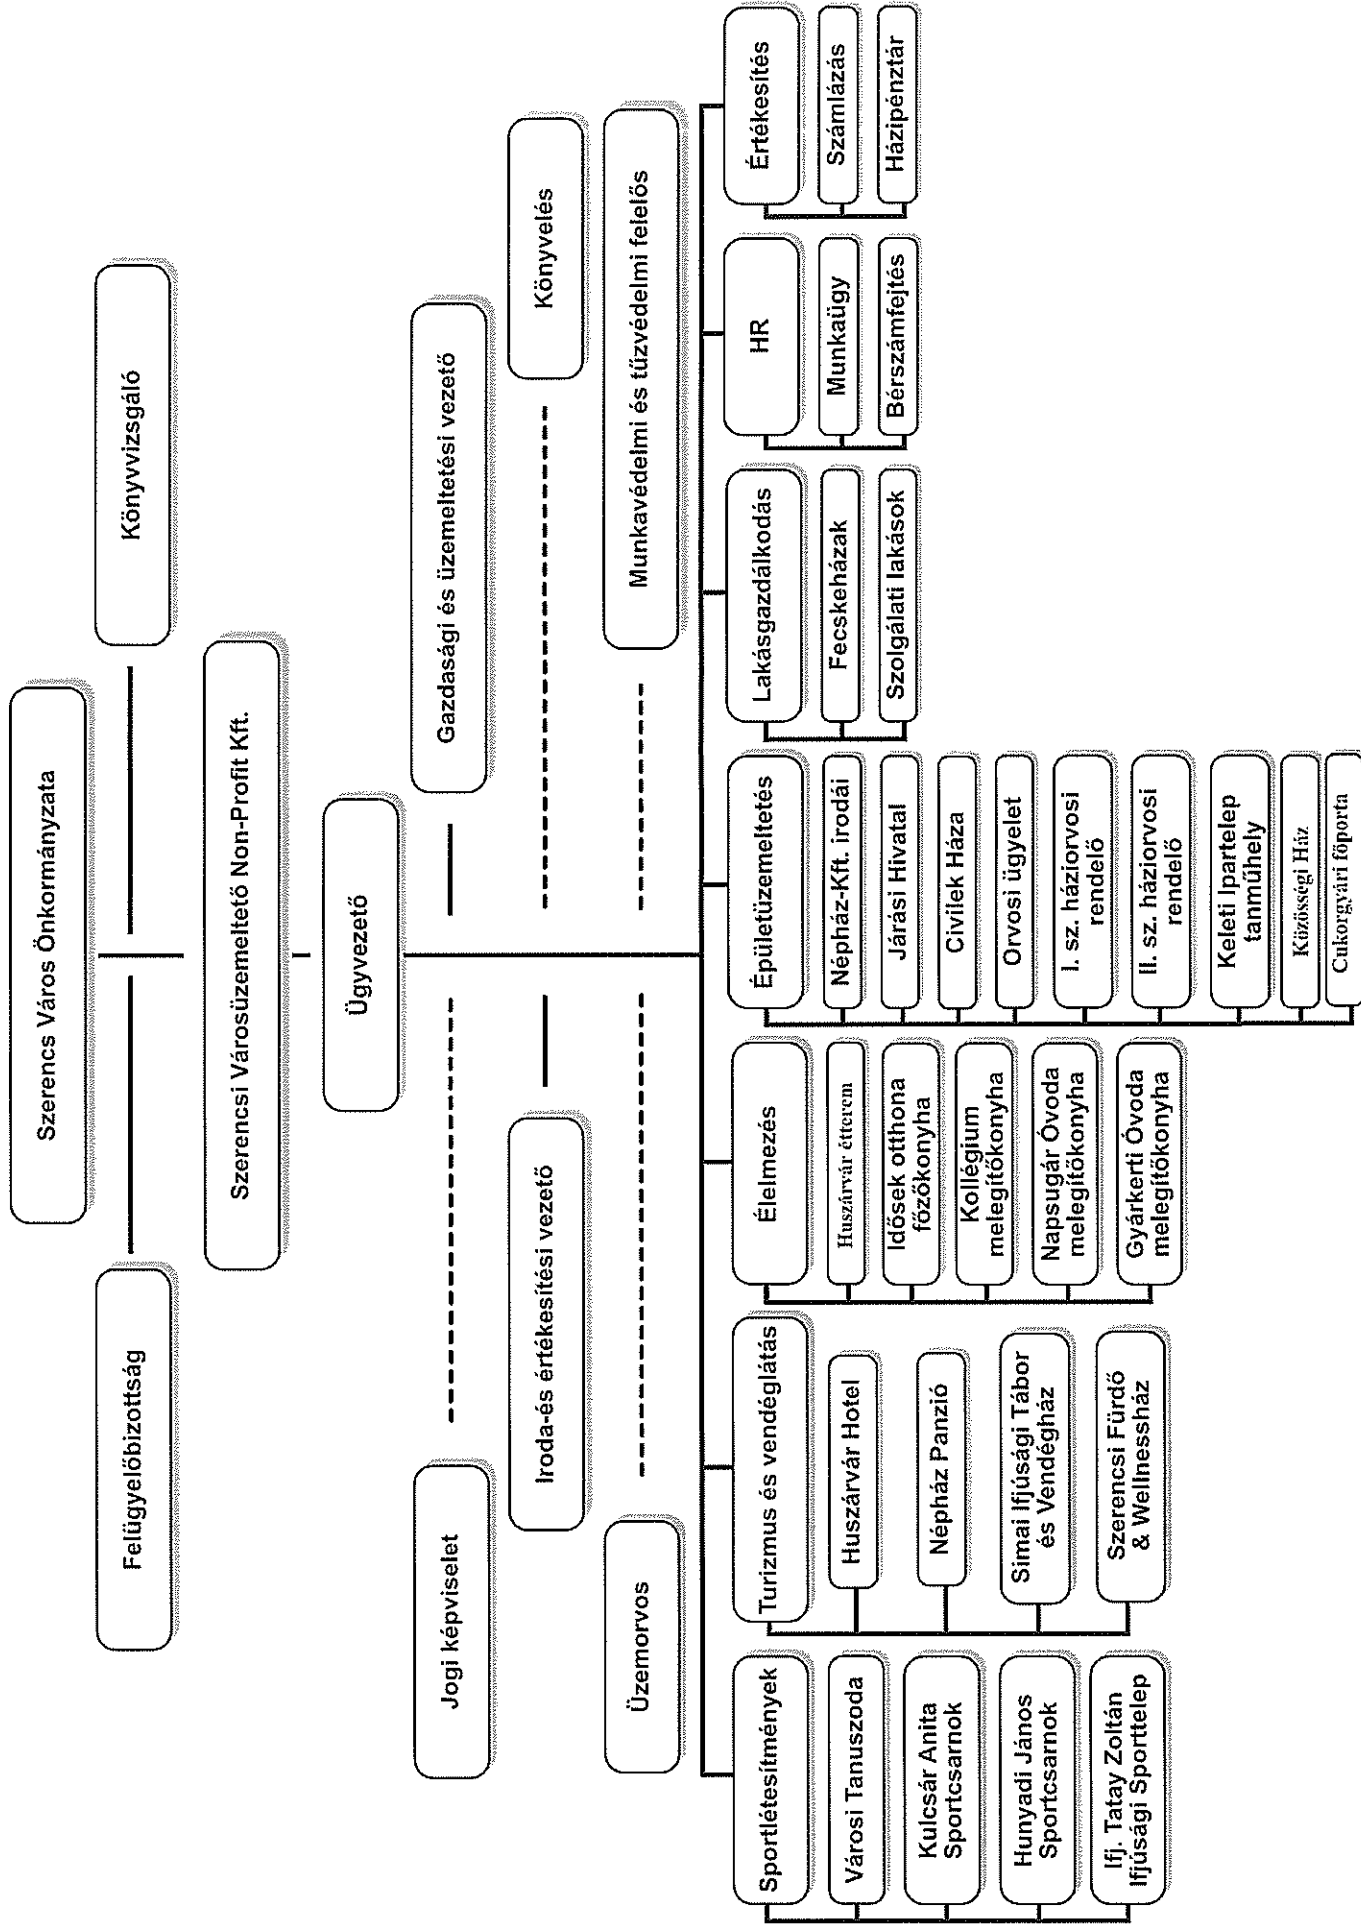 Szerencs Város Önkormányzata
Felügyelőbizottság
Könyvvizsgáló
Szerencsi Városüzemeltető Non-Profit Kft.
Ügyvezető
Jogi képviselet
Gazdasági és üzemeltetési vezető
Iroda-és értékesítési vezető
Könyvelés
Üzemorvos
Munkavédelmi és tűzvédelmi felelős
Sportlétesítmények
Városi Tanuszoda
Kulcsár Anita
Sportcsarnok
Hunyadi János
Sportcsarnok
Ifj. Tatay Zoltán
Ifjúsági Sporttelep
Turizmus és vendéglátás
Huszárvár Hotel
Népház Panzió
Simai Ifjúsági Tábor
és Vendégház
Szerencsi Fürdő
& Wellnessház
Élelmezés
Huszárvár étterem
Idősek otthona
főzőkonyha
Kollégium
melegítőkonyha
Napsugár Óvoda
melegítőkonyha
Gyárkerti Óvoda
melegítőkonyha
Épületüzemeltetés
Népház-Kft. irodái
Járási Hivatal
Civilek Háza
Orvosi ügyelet
I. sz. háziorvosi
rendelő
II. sz. háziorvosi
rendelő
Keleti Ipartelep
tanműhely
Közösségi Ház
Cukorgyári főporta
Lakásgazdálkodás
Fecskeházak
Szolgálati lakások
HR
Munkaügy
Bérszámfejtés
Értékesítés
Számlázás
Házipénztár